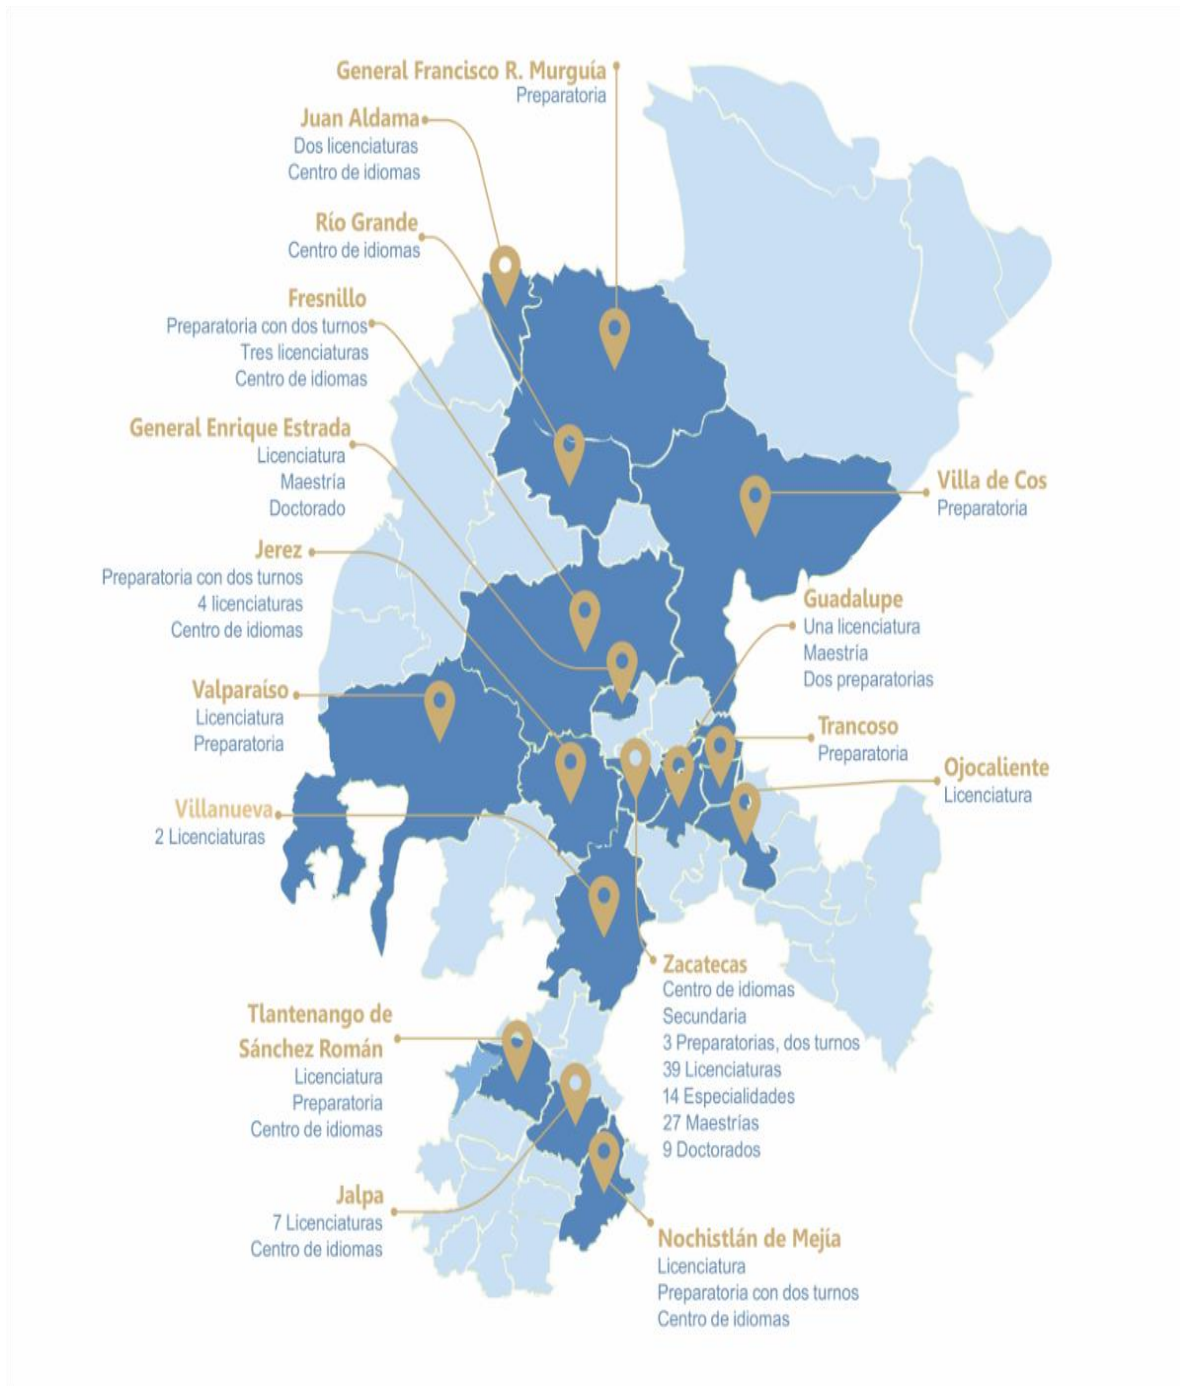 General Francisco R. Murguía
Preparatoria
Juan Aldama
Dos licenciaturas
Centro de idiomas
Río Grande
Centro de idiomas
Fresnillo
Preparatoria con dos turnos
Tres licenciaturas
Centro de idiomas
General Enrique Estrada
Licenciatura
Maestría
Doctorado
Jerez
Preparatoria con dos turnos
4 licenciaturas
Centro de idiomas
Valparaíso
Licenciatura
Preparatoria
Villanueva
2 Licenciaturas
Tlantenango de
Sánchez Román
Licenciatura
Preparatoria
Centro de idiomas
Jalpa
7 Licenciaturas
Centro de idiomas
Villa de Cos
Preparatoria
Guadalupe
Una licenciatura
Maestría
Dos preparatorias
Trancoso
Preparatoria
Ojocaliente
Licenciatura
Zacatecas
Centro de idiomas
Secundaria
3 Preparatorias, dos turnos
39 Licenciaturas
14 Especialidades
27 Maestrías
9 Doctorados
Nochistlán de Mejía
Licenciatura
Preparatoria con dos turnos
Centro de idiomas